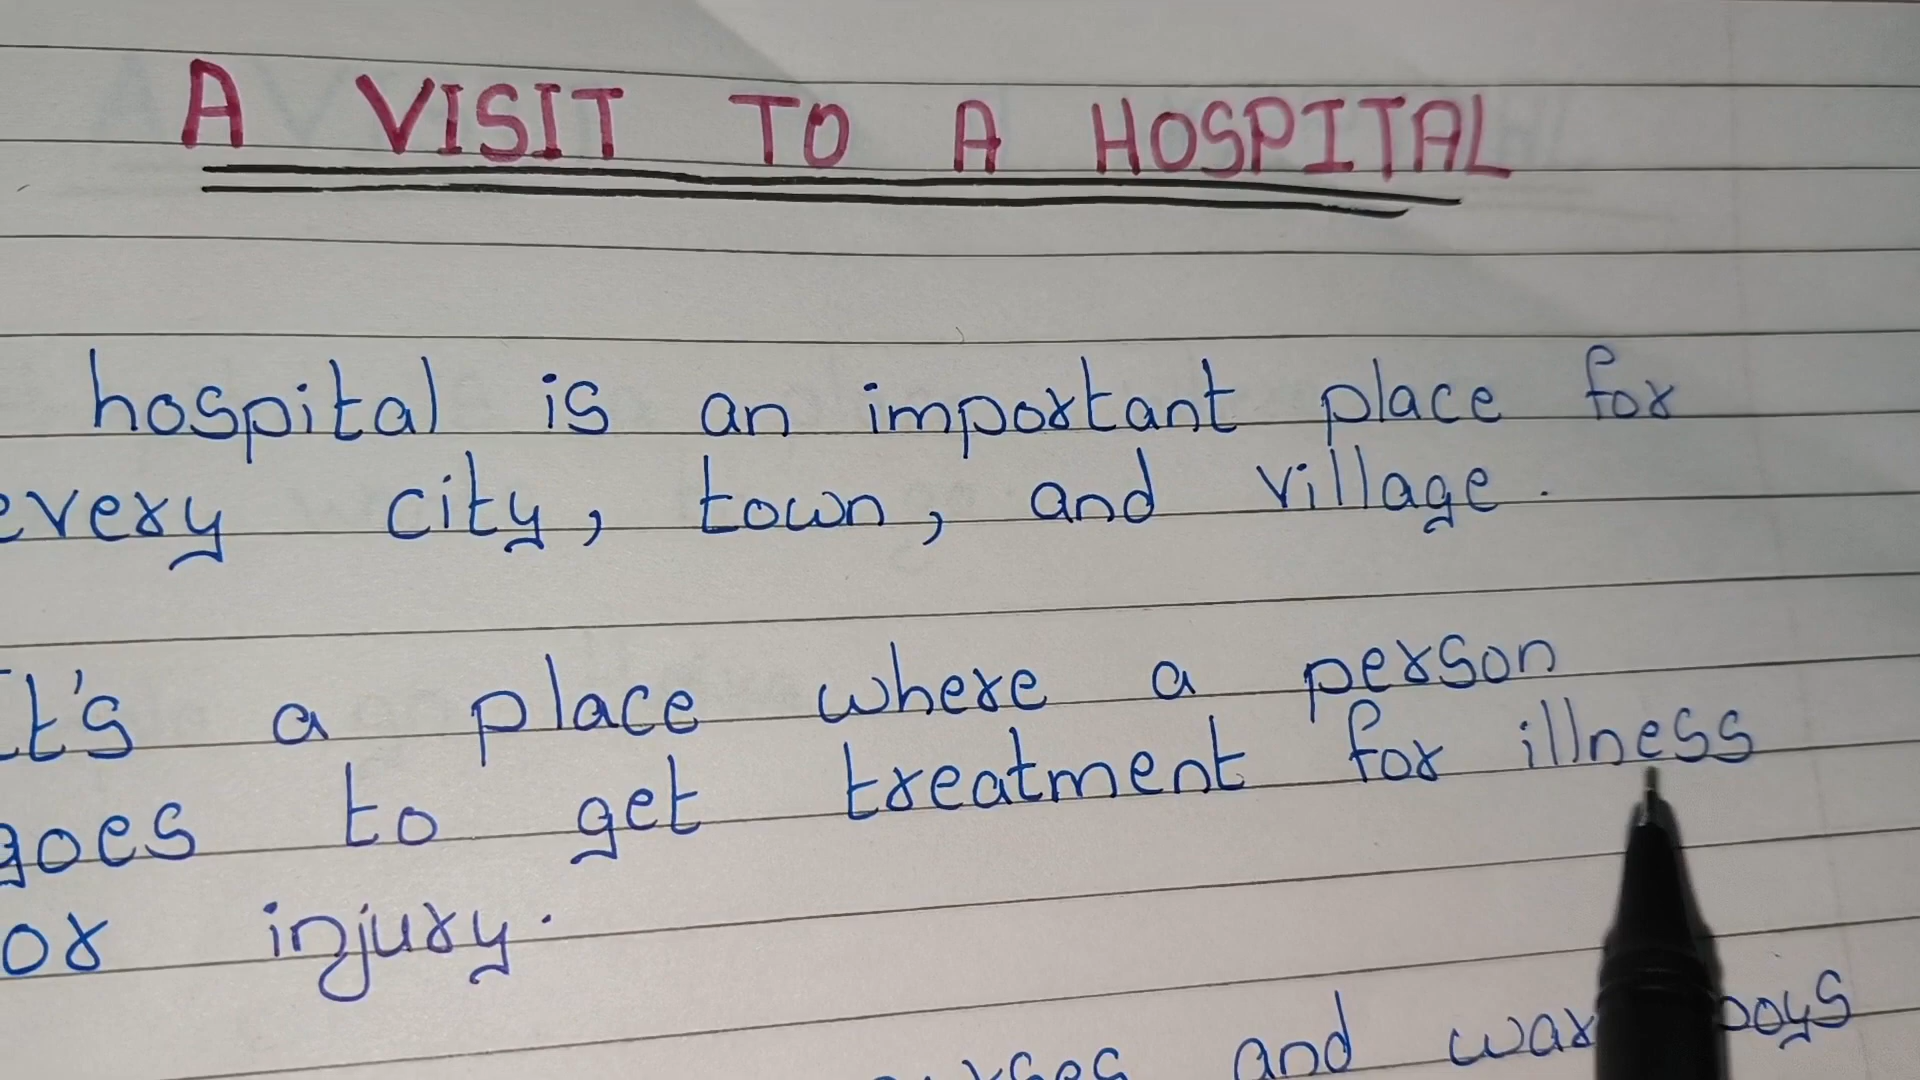 A VISIT TO A HOSPITAL
hospital is an important place for
every city, town, and village.
It's a place where a person
goes to get treatment for illness
or injury.
and